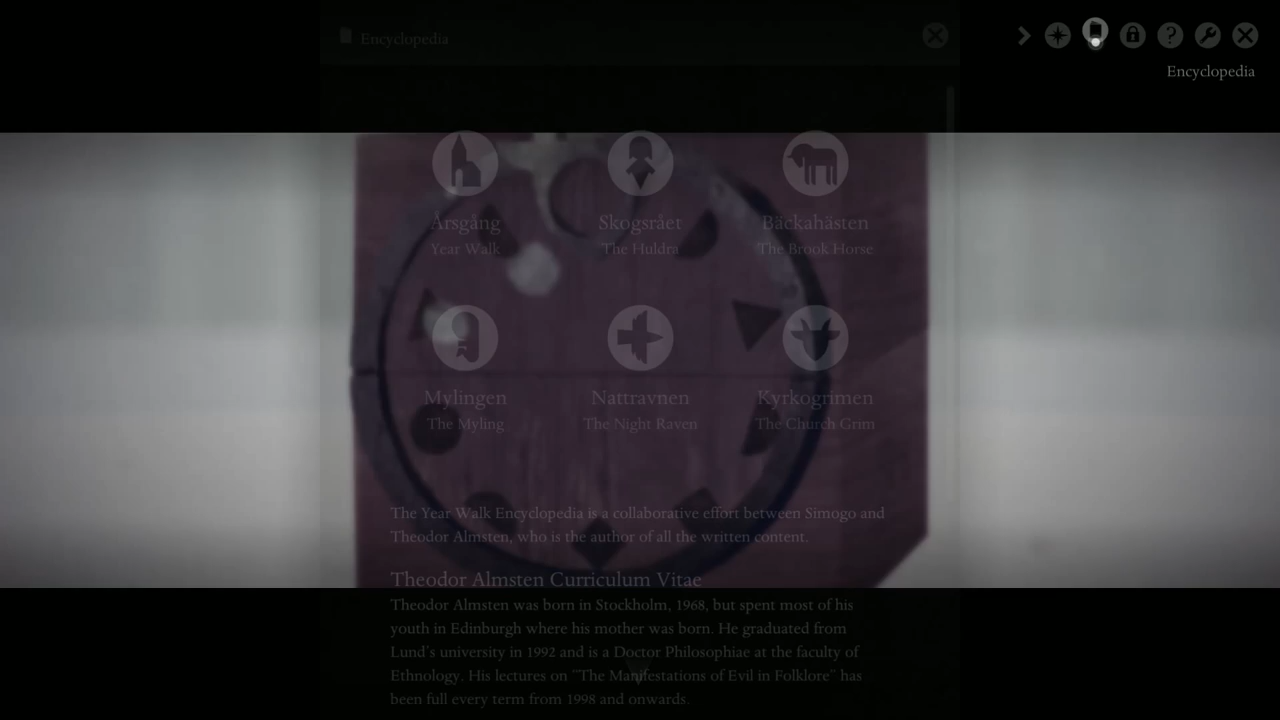 Encyclopedia
Encyclopedia
Årsgång
Skogsrået
Bäckahästen
Year Walk
The Huldra
The Brook Horse
Mylingen
Nattravnen
Kyrkogrimen
The Myling
The Night Raven
The Church Grim
The Year Walk Encyclopedia is a collaborative effort between Simogo and
Theodor Almsten, who is the author of all the written content.
Theodor Almsten Curriculum Vitae
Theodor Almsten was born in Stockholm, 1968, but spent most of his
youth in Edinburgh where his mother was born. He graduated from
Lund's university in 1992 and is a Doctor Philosophiae at the faculty of
Ethnology. His lectures on "The Manifestations of Evil in Folklore" has
been full every term from 1998 and onwards.